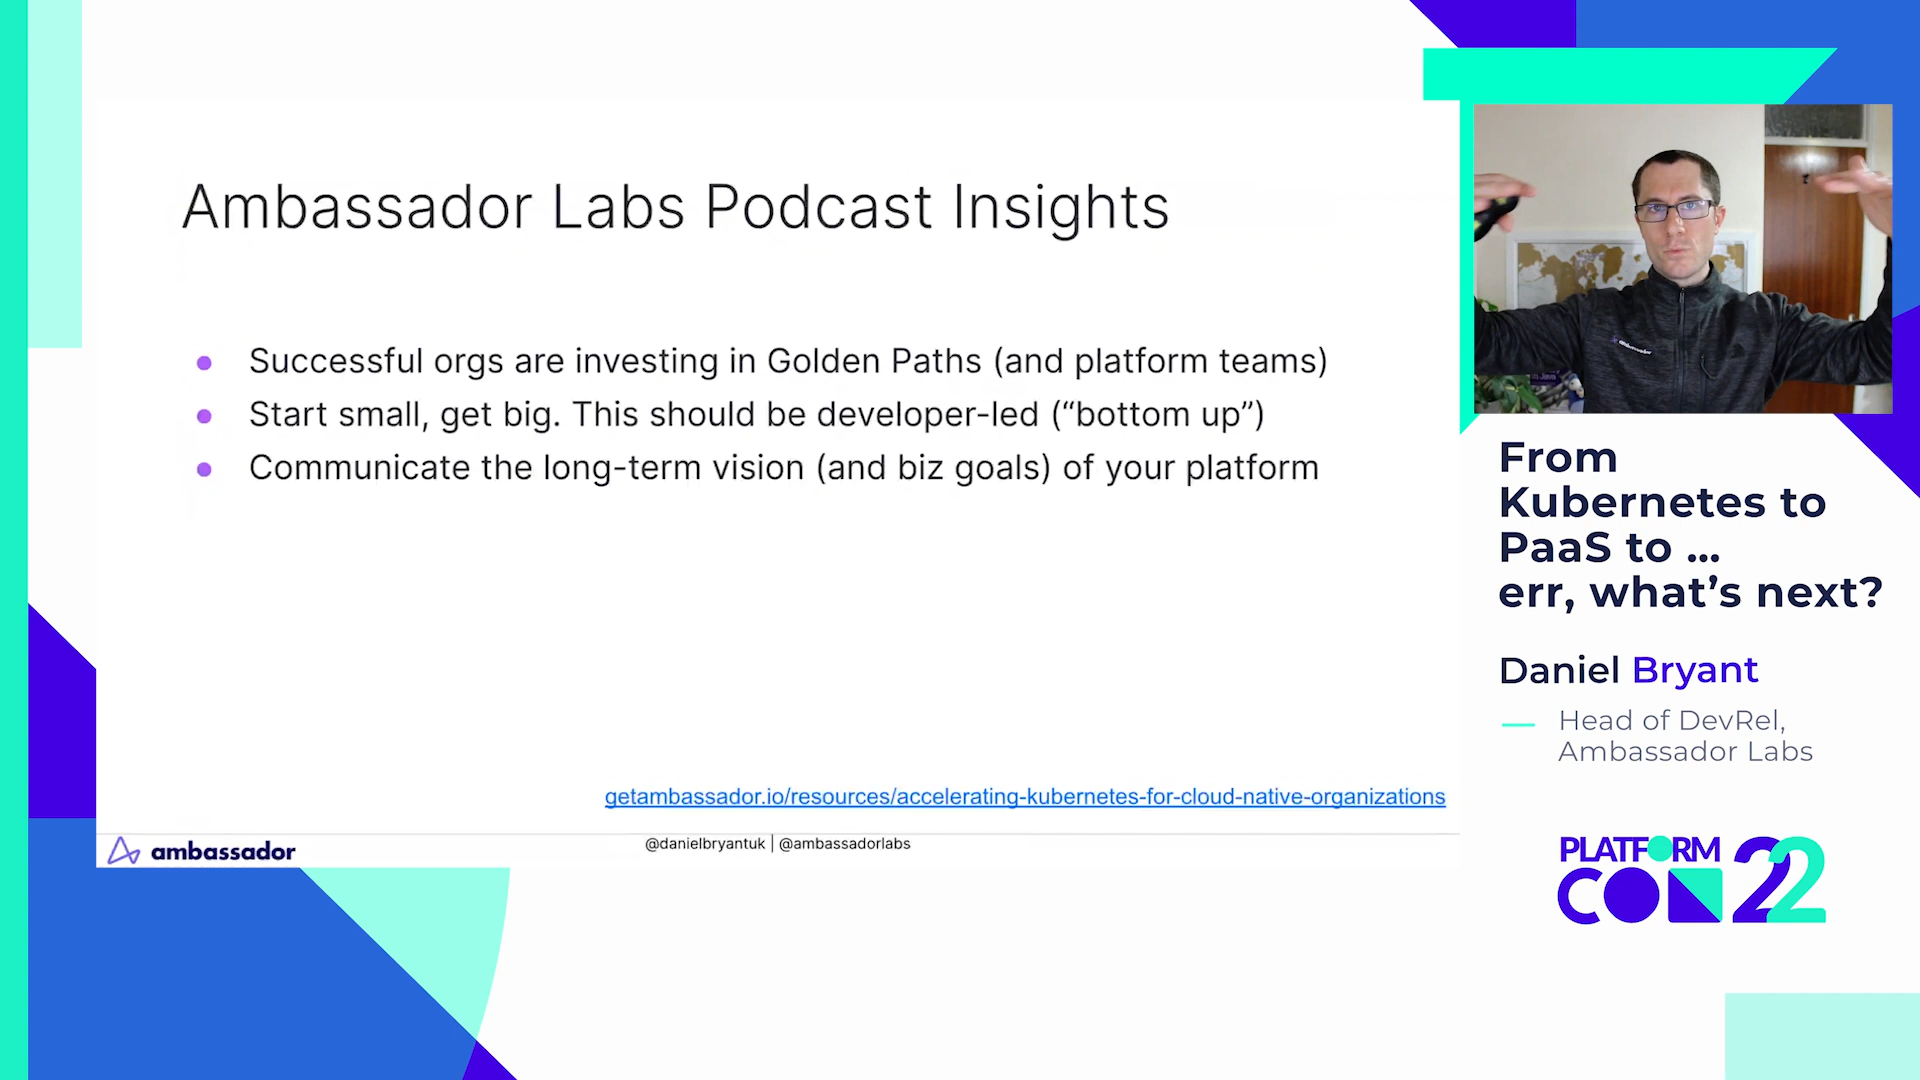 Ambassador Labs Podcast Insights
● Successful orgs are investing in Golden Paths (and platform teams)
● Start small, get big. This should be developer-led (“bottom up”)
● Communicate the long-term vision (and biz goals) of your platform
getambassador.io/resources/accelerating-kubernetes-for-cloud-native-organizations
ambassador
@danielbryantuk | @ambassadorlabs
From
Kubernetes to
PaaS to ...
err, what’s next?
Daniel Bryant
Head of DevRel,
Ambassador Labs
PLATFORM
CON 22